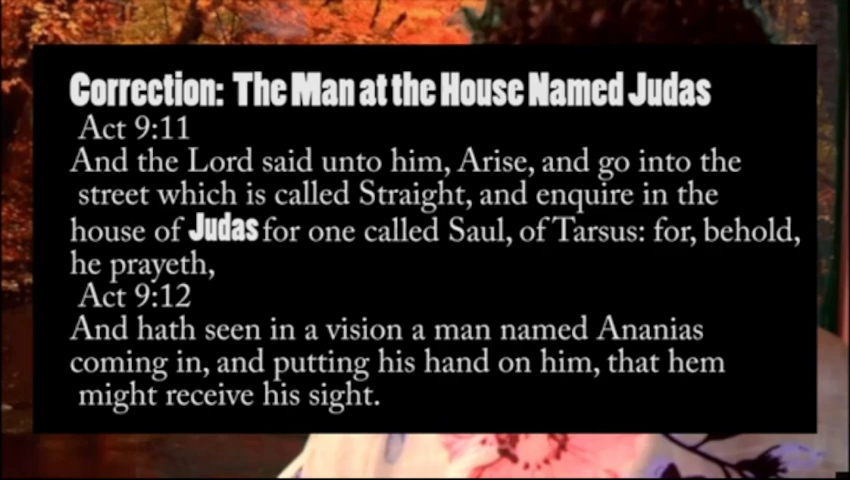 Correction: The Man at the House Named Judas
Act 9:11
And the Lord said unto him, Arise, and go into the
street which is called Straight, and enquire in the
house of Judas for one called Saul, of Tarsus: for, behold,
he prayeth,
Act 9:12
And hath seen in a vision a man named Ananias
coming in, and putting his hand on him, that hem
might receive his sight.